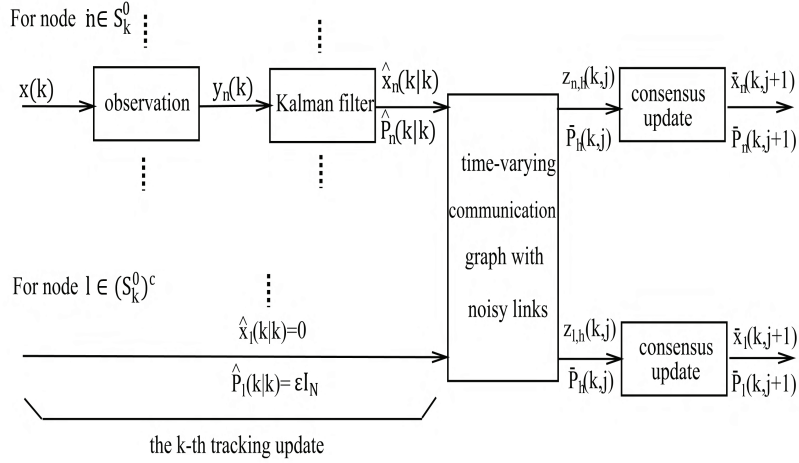 For node ṅ∈ S_k^0
x(k)
observation
y_n(k)
Kalman filter
x̂_n(k|k)
P̂_n(k|k)
time-varying
communication
graph with
noisy links
z_{n,h}(k,j)
P̄_h(k,j)
consensus
update
x̄_n(k,j+1)
P̄_n(k,j+1)
For node l ∈ (S_k^0)^c
x̂_l(k|k)=0
P̂_l(k|k)= εI_N
z_{l,h}(k,j)
P̄_h(k,j)
consensus
update
x̄_l(k,j+1)
P̄_l(k,j+1)
the k-th tracking update